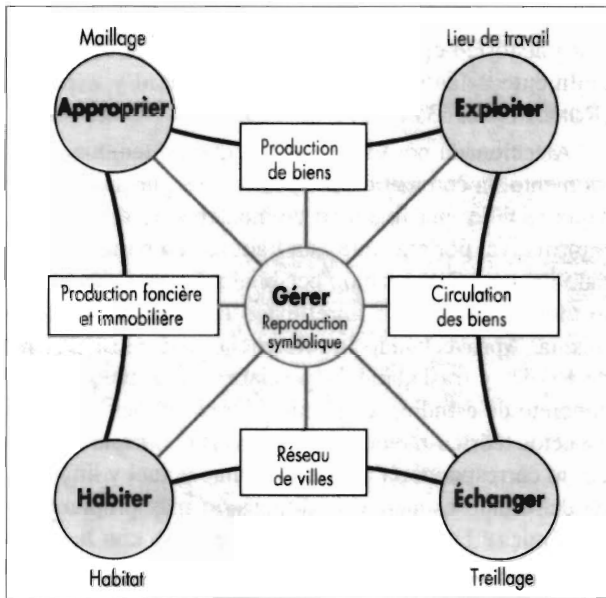 Maillage
Lieu de travail
Approprier
Exploiter
Production
de biens
Production foncière
et immobilière
Gérer
Reproduction
symbolique
Circulation
des biens
Réseau
de villes
Habiter
Échanger
Habitat
Treillage